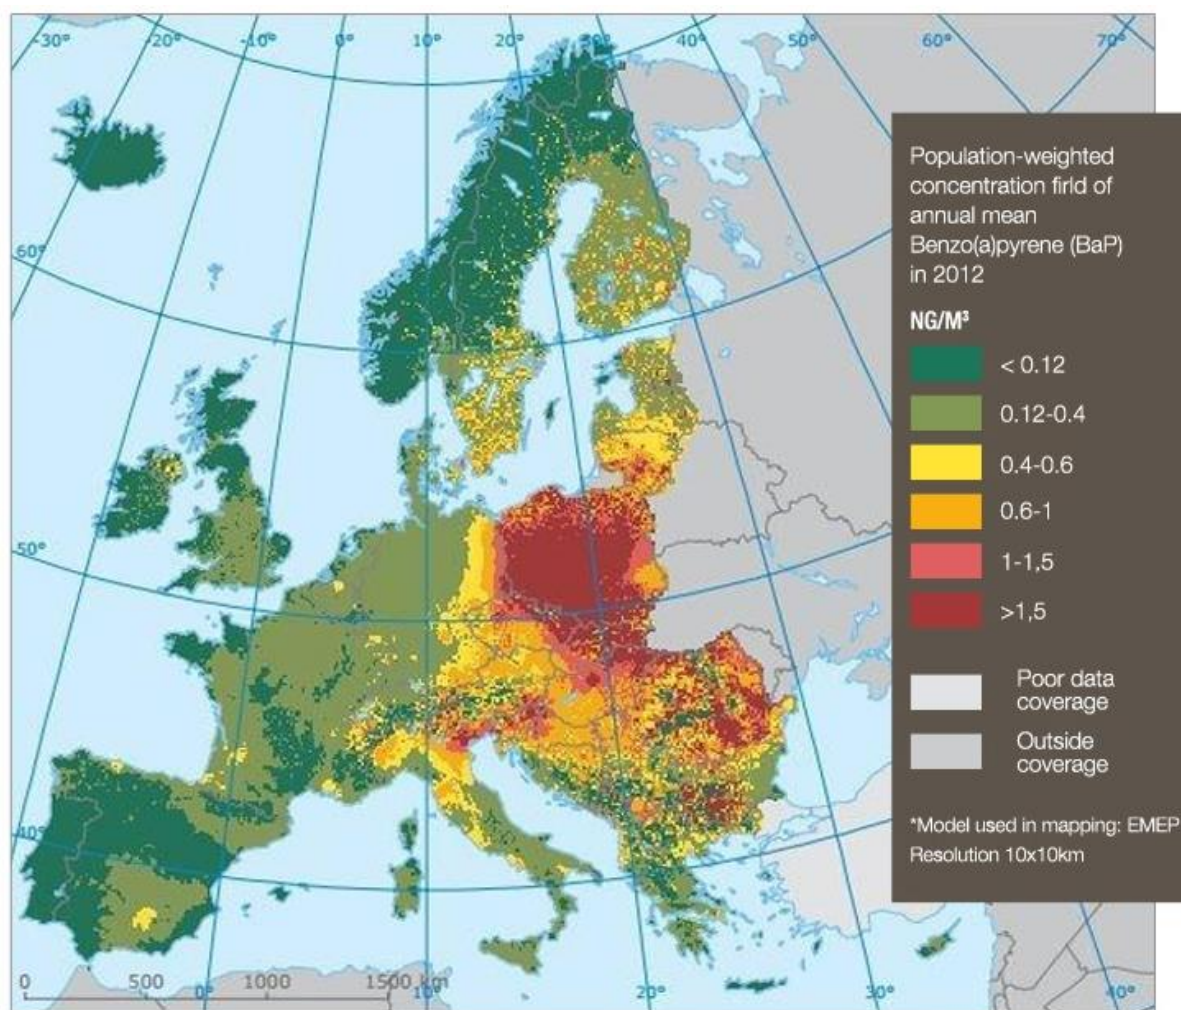 -30°
-20°
-10°
0°
10°
20°
30°
40°
50°
60°
70°
60°
50°
40°
Population-weighted
concentration firld of
annual mean
Benzo(a)pyrene (BaP)
in 2012
NG/M³
< 0.12
0.12-0.4
0.4-0.6
0.6-1
1-1,5
>1,5
Poor data
coverage
Outside
coverage
*Model used in mapping: EMEP
Resolution 10x10km
0 500 1000 1500 km
0° 10° 20° 30° 40°